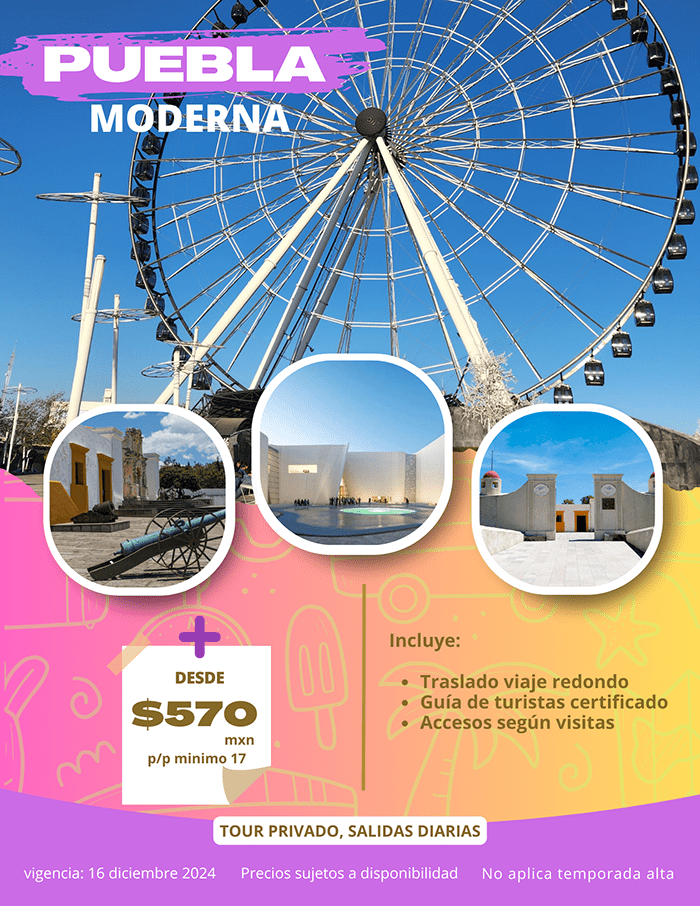 PUEBLA
MODERNA
DESDE
$570
mxn
p/p minimo 17
Incluye:
• Traslado viaje redondo
• Guía de turistas certificado
• Accesos según visitas
TOUR PRIVADO, SALIDAS DIARIAS
vigencia: 16 diciembre 2024 Precios sujetos a disponibilidad No aplica temporada alta